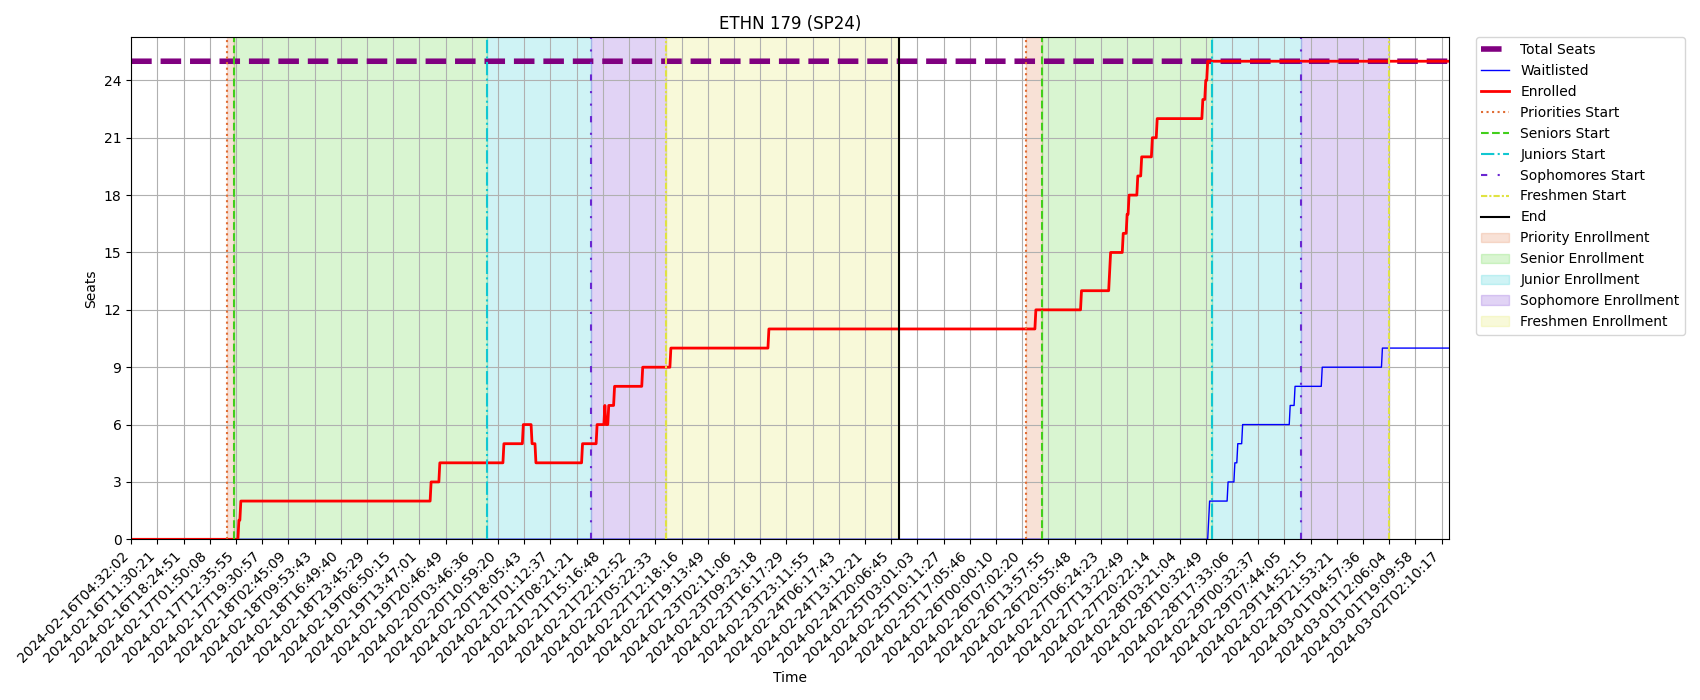 ETHN 179 (SP24)
Seats
24
21
18
15
12
9
6
3
0
2024-02-16T04:32:02
2024-02-16T11:30:21
2024-02-16T18:24:51
2024-02-17T01:50:08
2024-02-17T12:35:55
2024-02-17T19:30:57
2024-02-18T02:45:09
2024-02-18T09:53:43
2024-02-18T16:49:40
2024-02-18T23:45:29
2024-02-19T06:50:15
2024-02-19T13:47:01
2024-02-19T20:46:49
2024-02-20T03:46:36
2024-02-20T10:59:20
2024-02-20T18:05:43
2024-02-21T01:12:37
2024-02-21T08:21:21
2024-02-21T15:16:48
2024-02-21T22:12:52
2024-02-22T05:22:33
2024-02-22T12:18:16
2024-02-22T19:13:49
2024-02-23T02:11:06
2024-02-23T09:23:18
2024-02-23T16:17:29
2024-02-23T23:11:55
2024-02-24T06:17:43
2024-02-24T13:12:21
2024-02-24T20:06:45
2024-02-25T03:01:03
2024-02-25T10:11:27
2024-02-25T17:05:46
2024-02-26T00:00:10
2024-02-26T07:02:20
2024-02-26T13:57:55
2024-02-26T20:55:48
2024-02-27T06:24:23
2024-02-27T13:22:49
2024-02-27T20:22:14
2024-02-28T03:21:04
2024-02-28T10:32:49
2024-02-28T17:33:06
2024-02-29T00:32:37
2024-02-29T07:44:05
2024-02-29T14:52:15
2024-02-29T21:53:21
2024-03-01T04:57:36
2024-03-01T12:06:04
2024-03-01T19:09:58
2024-03-02T02:10:17
Time
Total Seats
Waitlisted
Enrolled
Priorities Start
Seniors Start
Juniors Start
Sophomores Start
Freshmen Start
End
Priority Enrollment
Senior Enrollment
Junior Enrollment
Sophomore Enrollment
Freshmen Enrollment